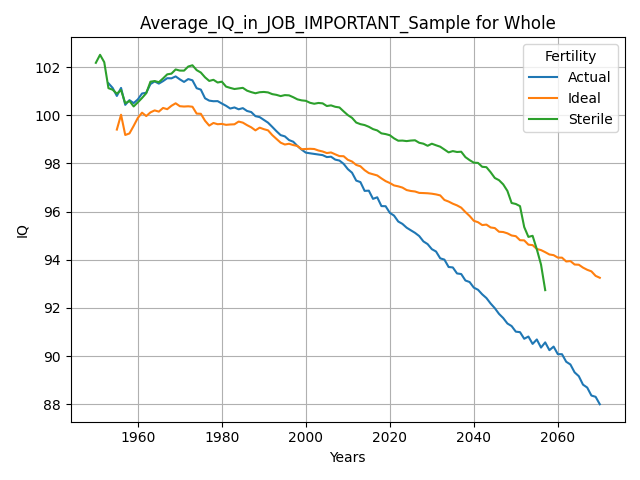 Average_IQ_in_JOB_IMPORTANT_Sample for Whole
Fertility
Actual
Ideal
Sterile
IQ
102
100
98
96
94
92
90
88
1960 1980 2000 2020 2040 2060
Years